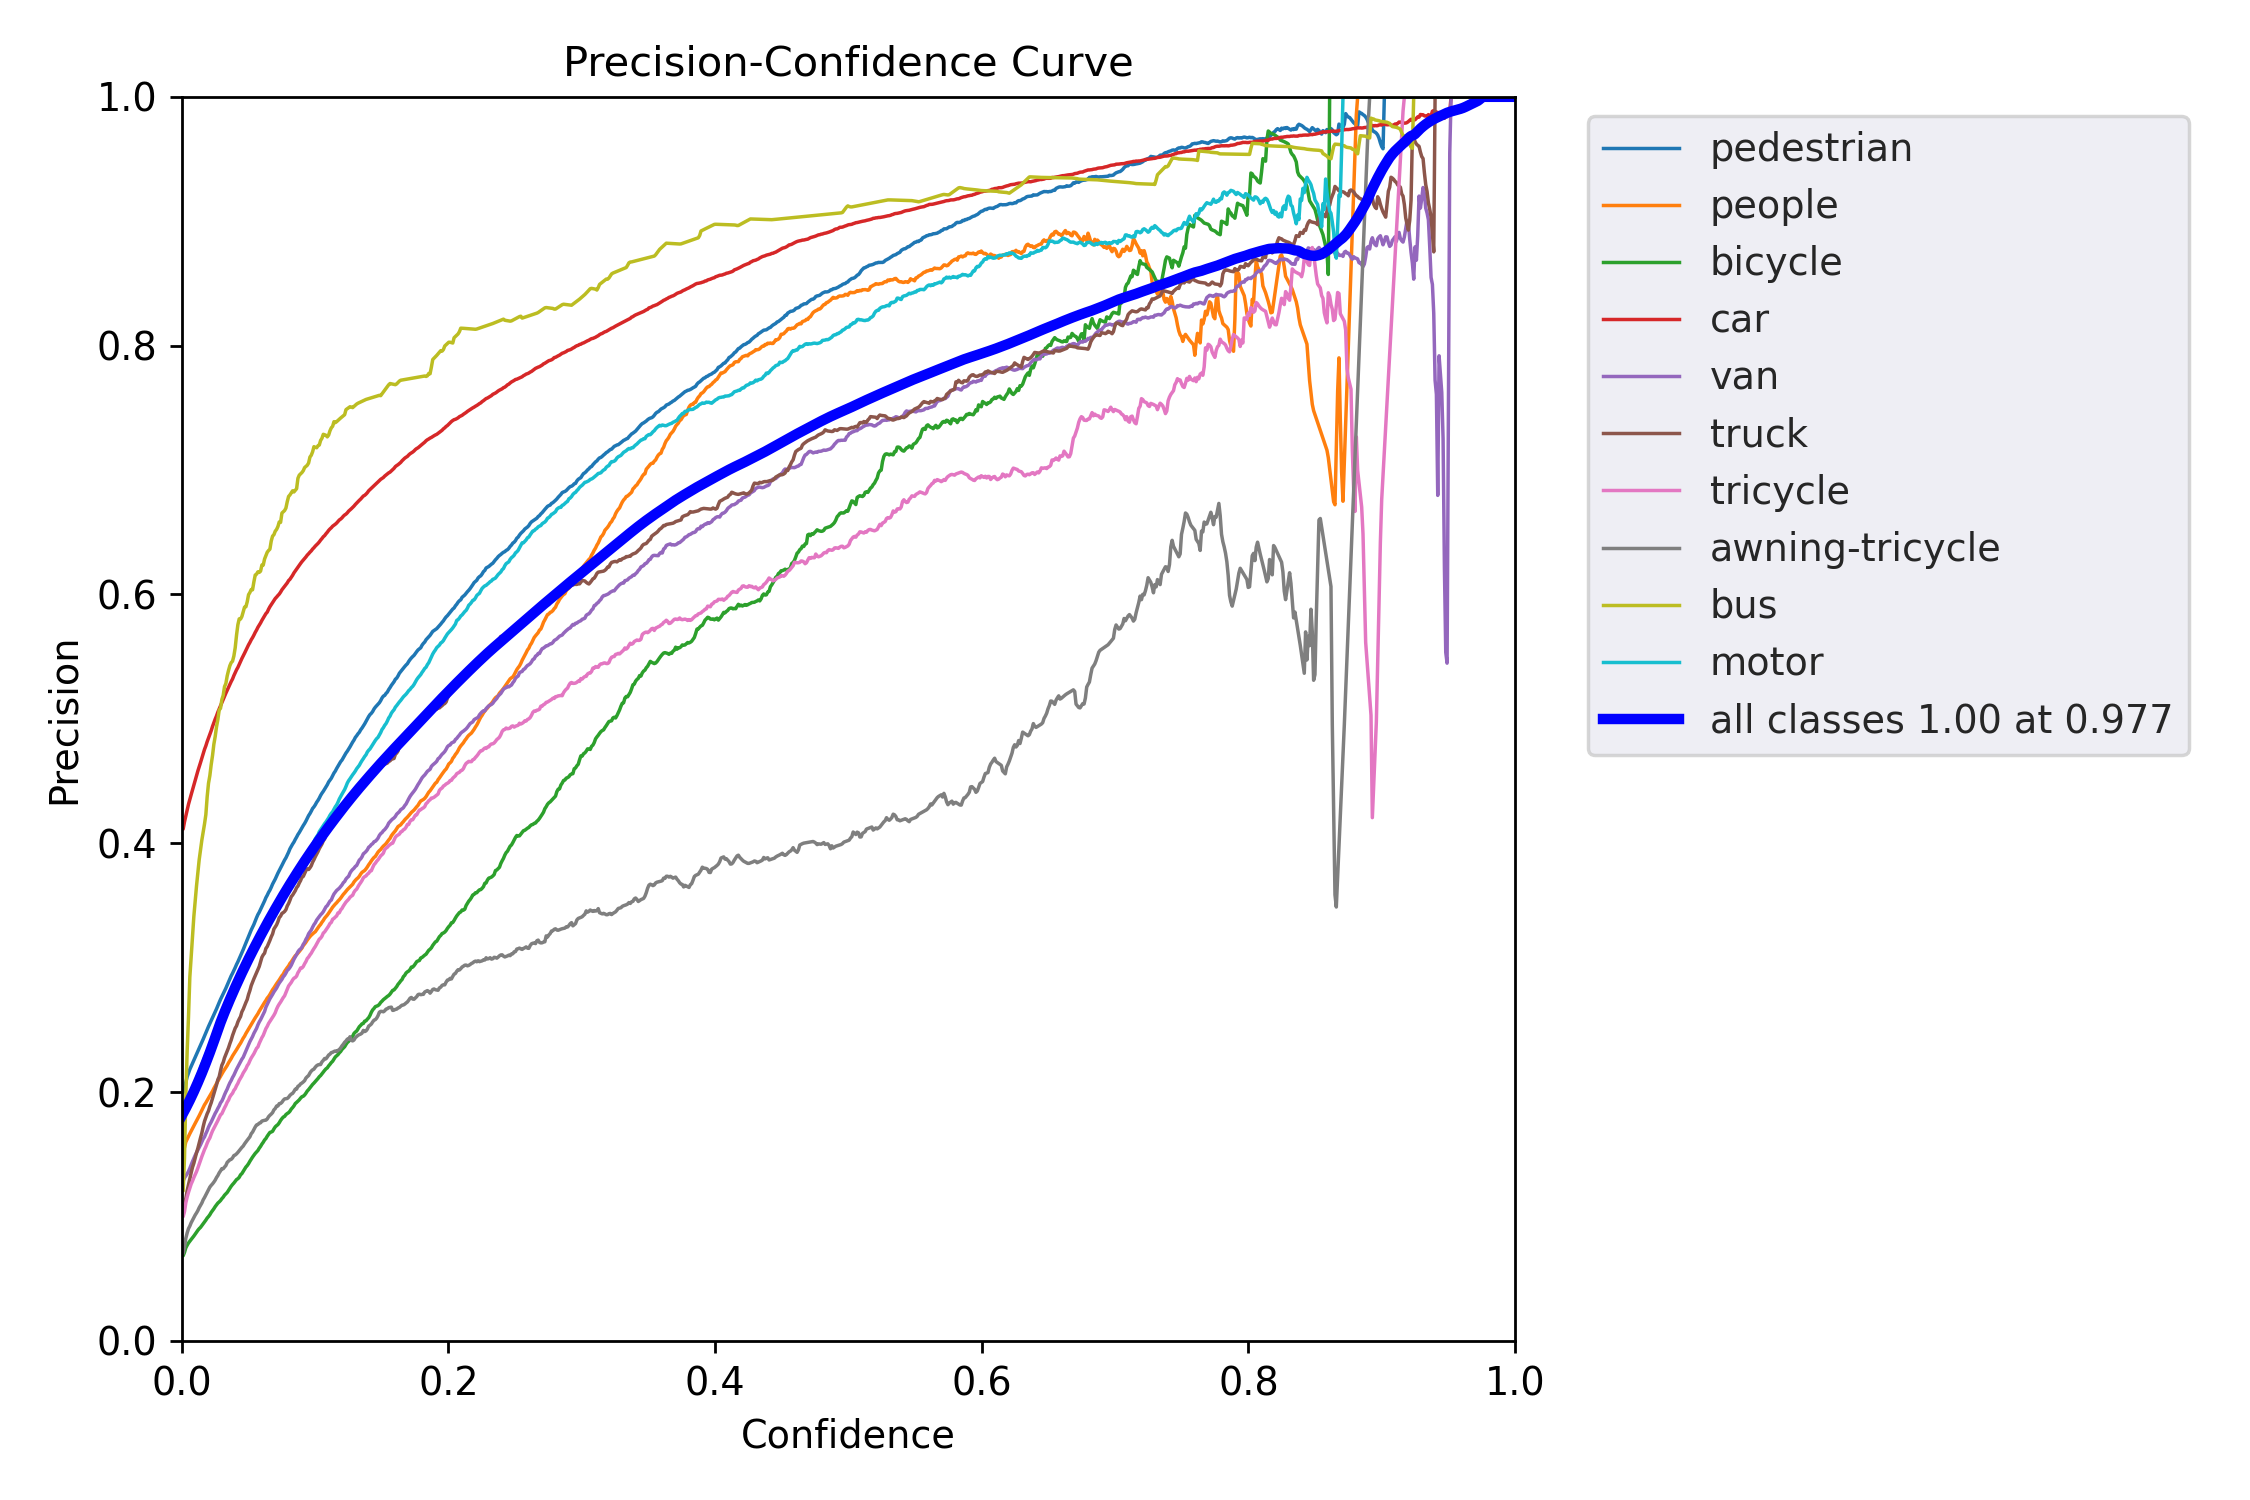 Precision-Confidence Curve
1.0
0.8
0.6
0.4
0.2
0.0
Precision
0.0 0.2 0.4 0.6 0.8 1.0
Confidence
pedestrian
people
bicycle
car
van
truck
tricycle
awning-tricycle
bus
motor
all classes 1.00 at 0.977